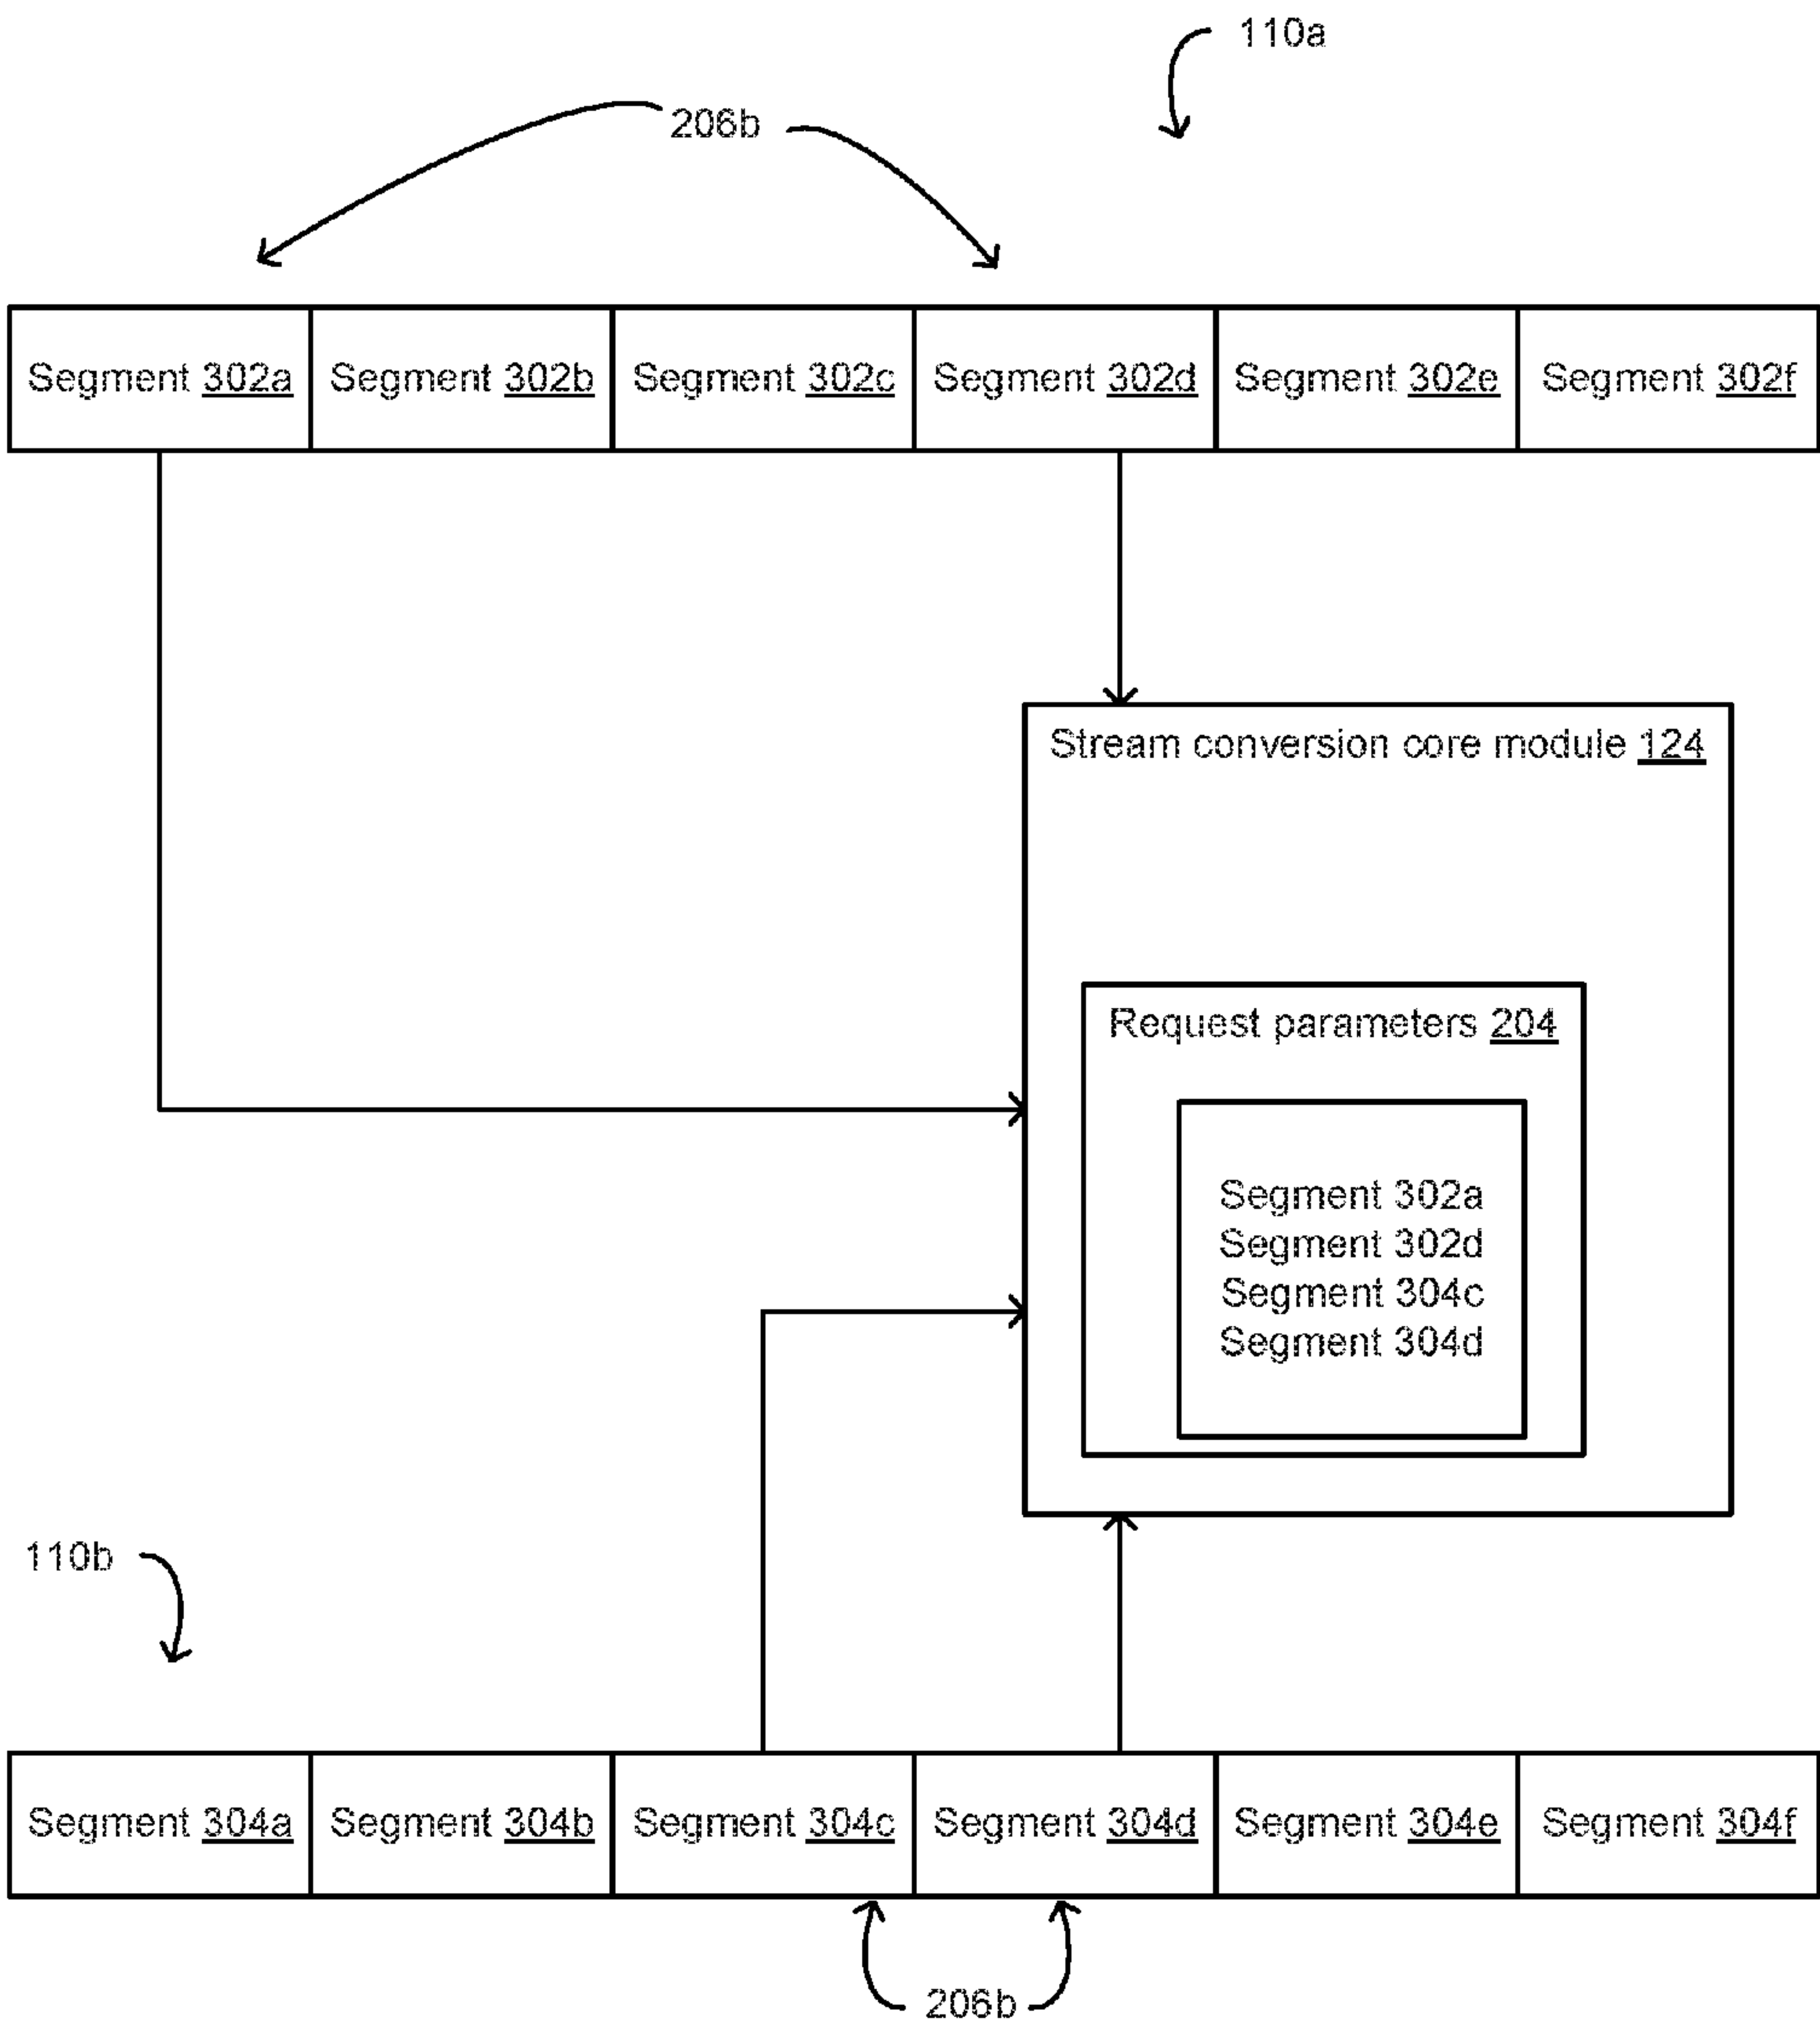 110a
206b
Segment 302a
Segment 302b
Segment 302c
Segment 302d
Segment 302e
Segment 302f
Stream conversion core module 124
Request parameters 204
Segment 302a
Segment 302d
Segment 304c
Segment 304d
110b
Segment 304a
Segment 304b
Segment 304c
Segment 304d
Segment 304e
Segment 304f
206b